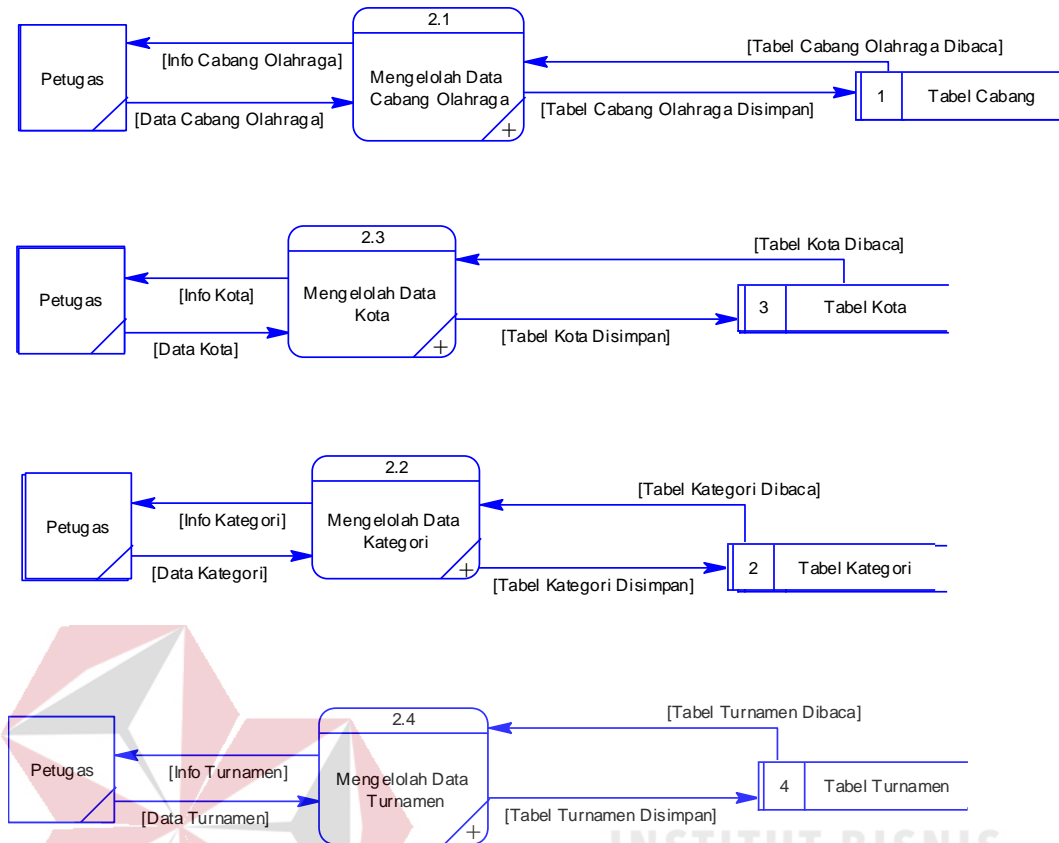 2.1
[Tabel Cabang Olahraga Dibaca]
[Info Cabang Olahraga]
Petugas
Mengelolah Data
Cabang Olahraga
1
Tabel Cabang
[Data Cabang Olahraga]
[Tabel Cabang Olahraga Disimpan]
+
2.3
[Tabel Kota Dibaca]
Petugas
[Info Kota]
Mengelolah Data
Kota
3
Tabel Kota
[Data Kota]
[Tabel Kota Disimpan]
+
2.2
[Tabel Kategori Dibaca]
Petugas
[Info Kategori]
Mengelolah Data
Kategori
2
Tabel Kategori
[Data Kategori]
[Tabel Kategori Disimpan]
+
2.4
[Tabel Turnamen Dibaca]
Petugas
[Info Turnamen]
Mengelolah Data
Turnamen
4
Tabel Turnamen
[Data Turnamen]
[Tabel Turnamen Disimpan]
+
INSTITUT BISNIS